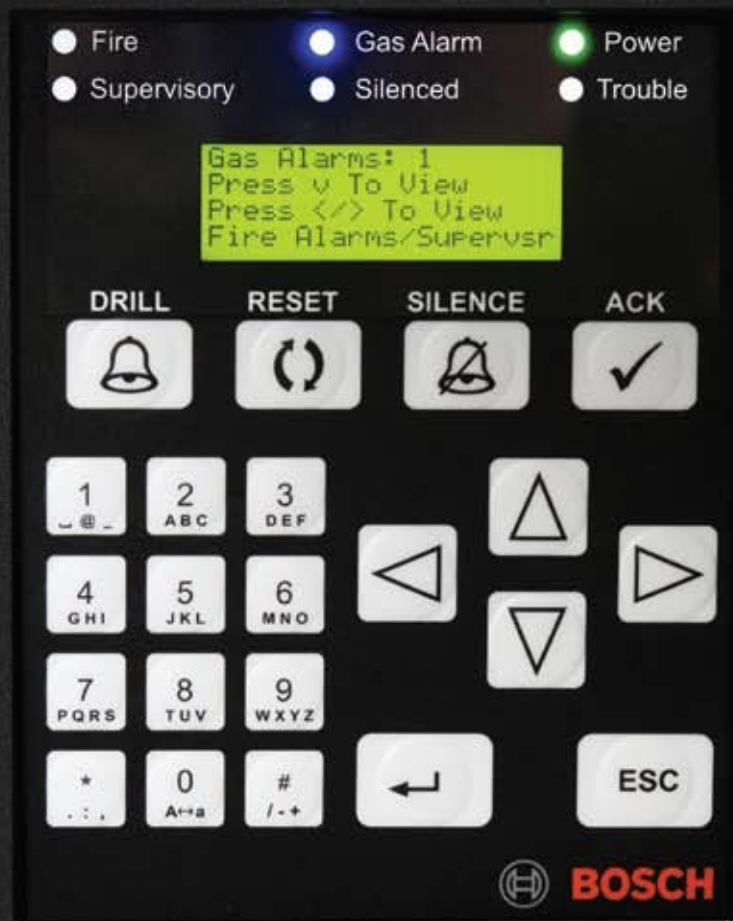 Fire Gas Alarm Power
Supervisory Silenced Trouble
Gas Alarms: 1
Press v To View
Press </> To View
Fire Alarms/Supervsr
DRILL RESET SILENCE ACK
1 2 3
␣ @ _ ABC DEF
4 5 6
GHI JKL MNO
7 8 9
PQRS TUV WXYZ
* 0 #
. : , A↔a / - +
ESC
BOSCH